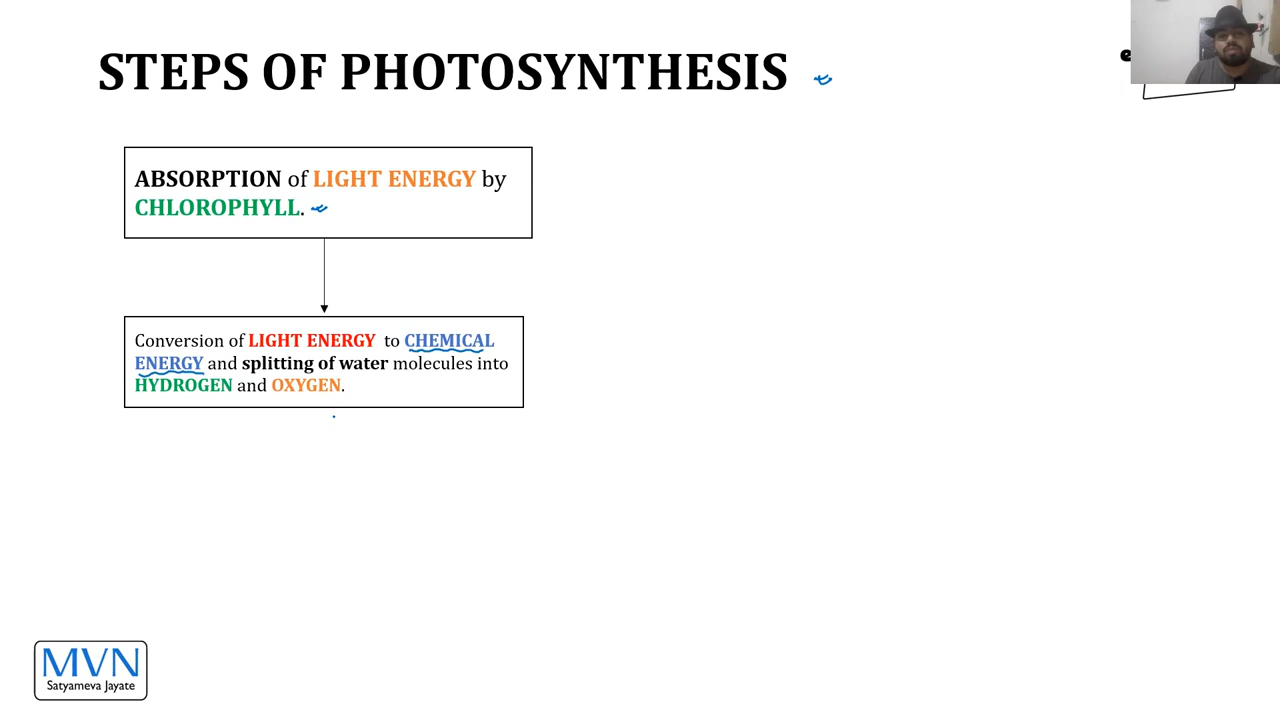 STEPS OF PHOTOSYNTHESIS
ABSORPTION of LIGHT ENERGY by
CHLOROPHYLL.
Conversion of LIGHT ENERGY to CHEMICAL
ENERGY and splitting of water molecules into
HYDROGEN and OXYGEN.
MVN
Satyameva Jayate